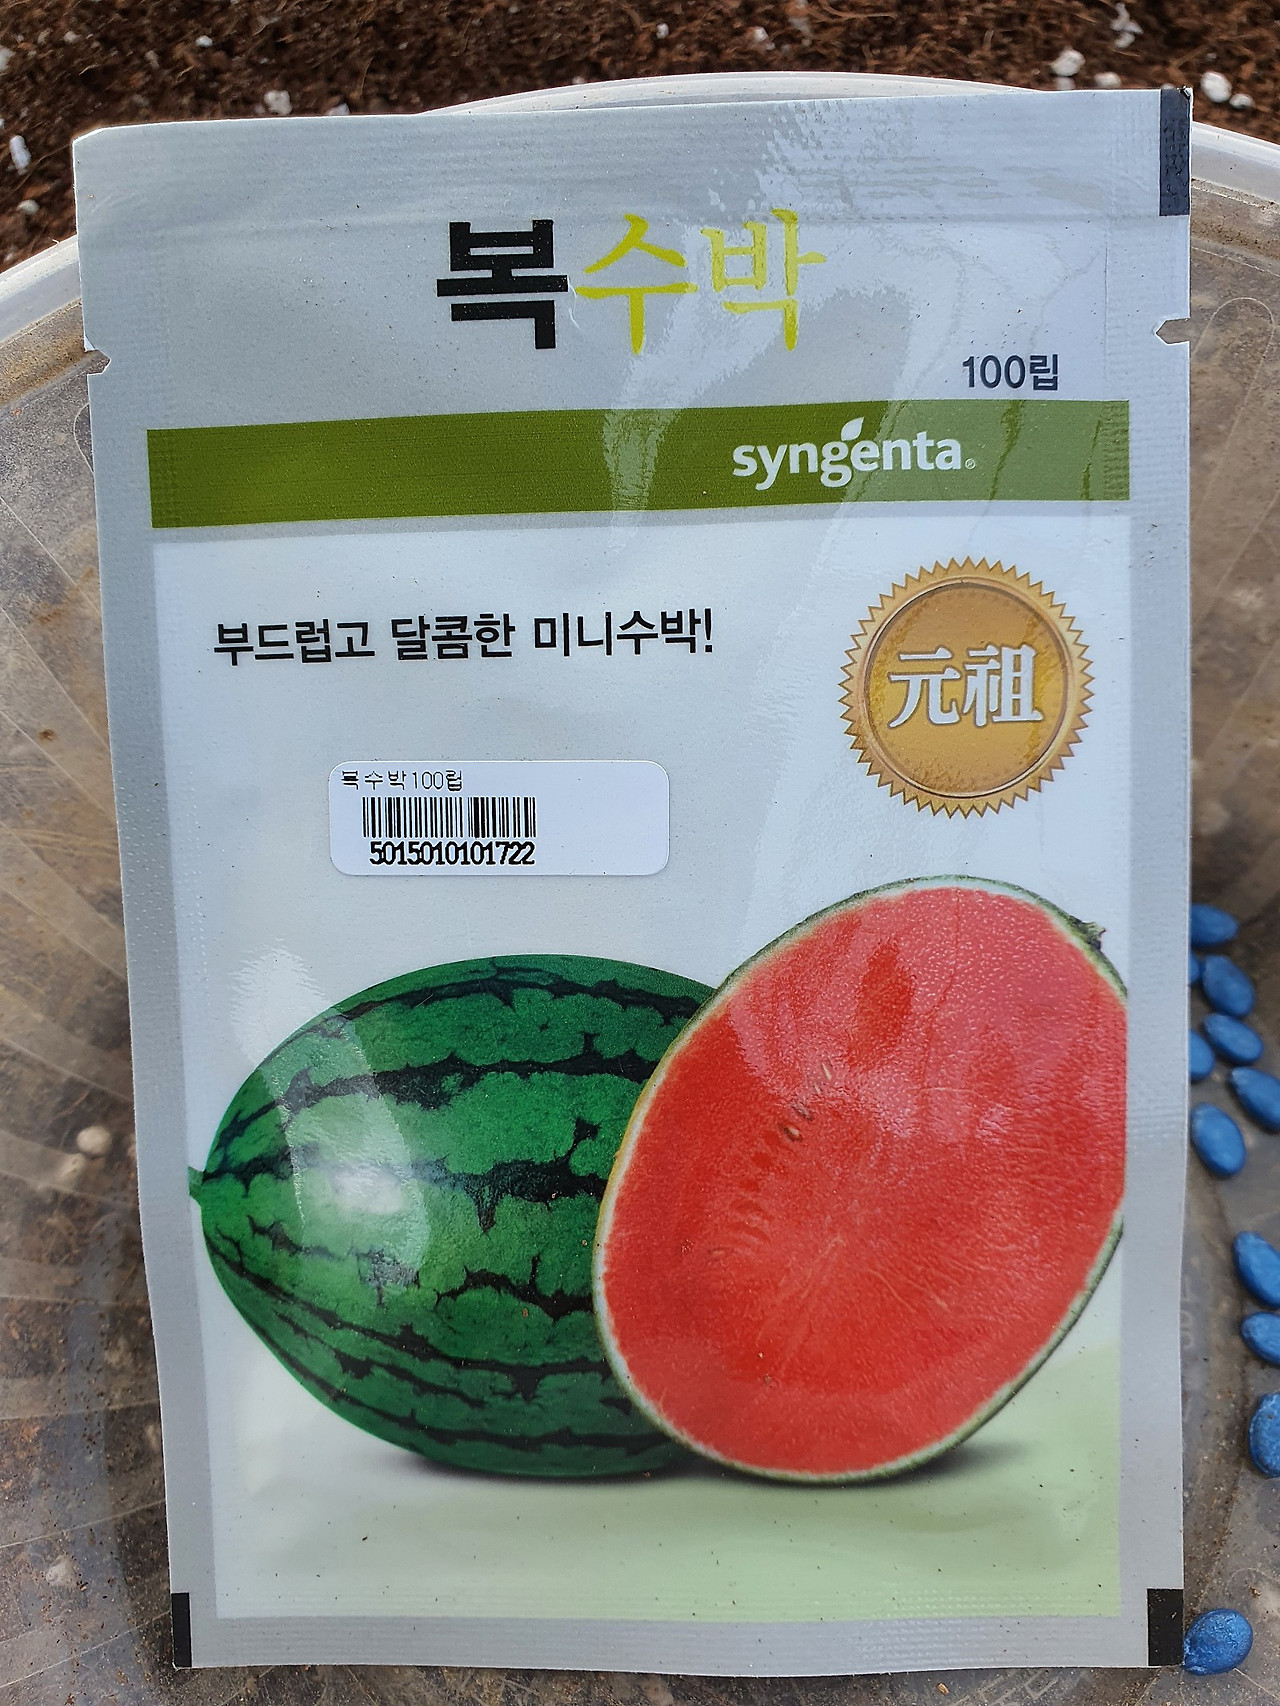 복수박
100립
syngenta®
부드럽고 달콤한 미니수박!
元祖
복수박100립
5015010101722